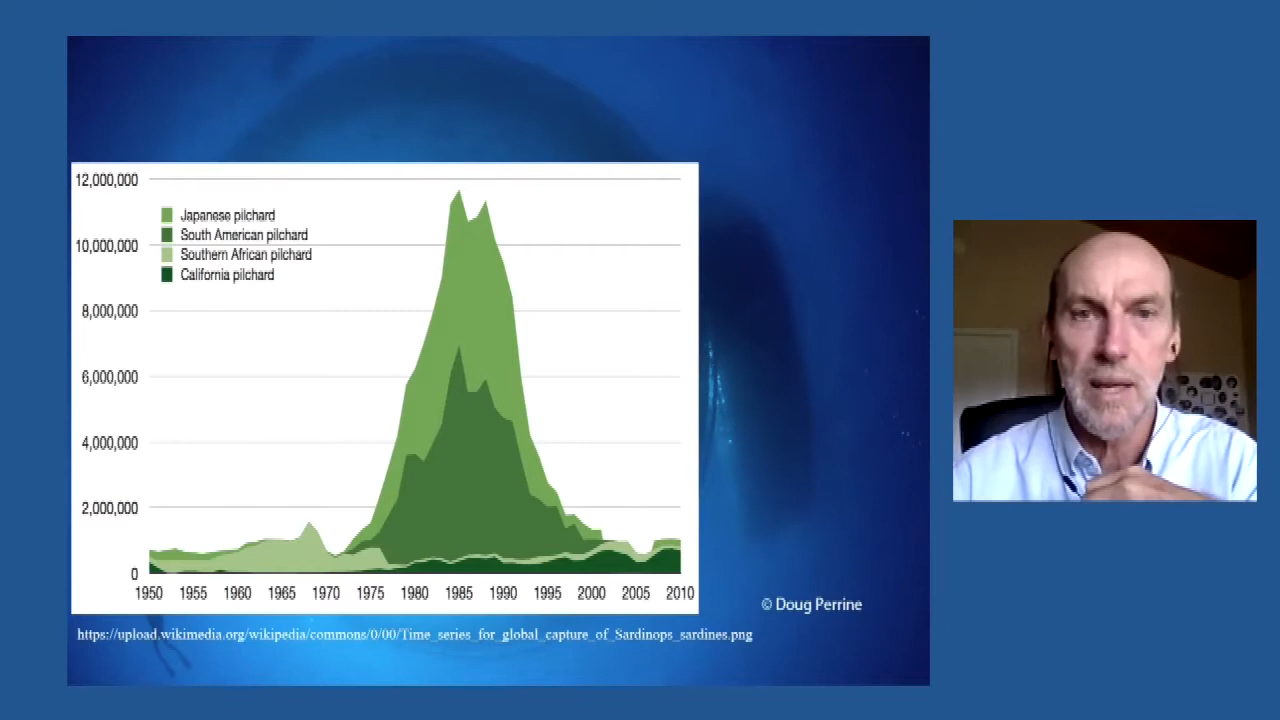 12,000,000
Japanese pilchard
South American pilchard
10,000,000
Southern African pilchard
California pilchard
8,000,000
6,000,000
4,000,000
2,000,000
0
1950 1955 1960 1965 1970 1975 1980 1985 1990 1995 2000 2005 2010
© Doug Perrine
https://upload.wikimedia.org/wikipedia/commons/0/00/Time_series_for_global_capture_of_Sardinops_sardines.png